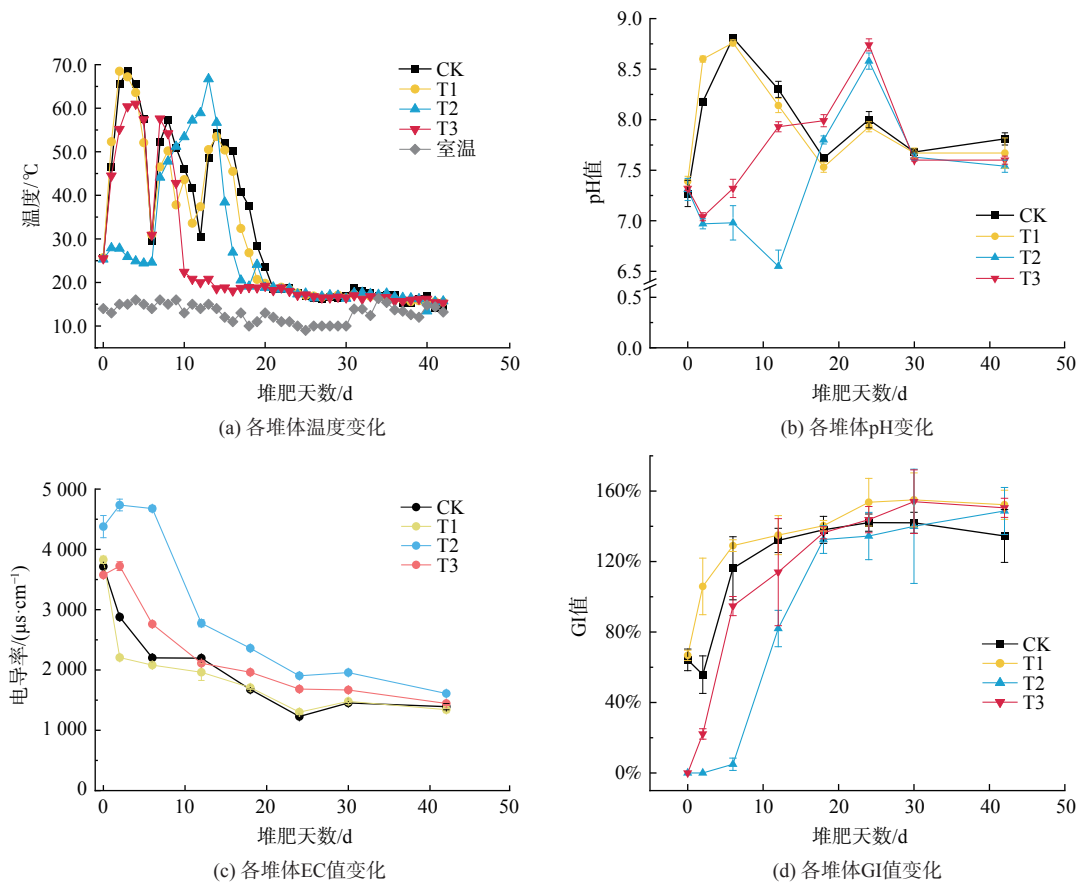 70.0
60.0
50.0
40.0
30.0
20.0
10.0
温度/℃
CK
T1
T2
T3
室温
0
10
20
30
40
50
堆肥天数/d
(a) 各堆体温度变化
9.0
8.5
8.0
7.5
7.0
6.5
0.5
0.0
pH值
CK
T1
T2
T3
0
10
20
30
40
50
堆肥天数/d
(b) 各堆体pH变化
5 000
4 000
3 000
2 000
1 000
0
电导率/(μs·cm⁻¹)
CK
T1
T2
T3
0
10
20
30
40
50
堆肥天数/d
(c) 各堆体EC值变化
160%
120%
80%
40%
0%
GI值
CK
T1
T2
T3
0
10
20
30
40
50
堆肥天数/d
(d) 各堆体GI值变化